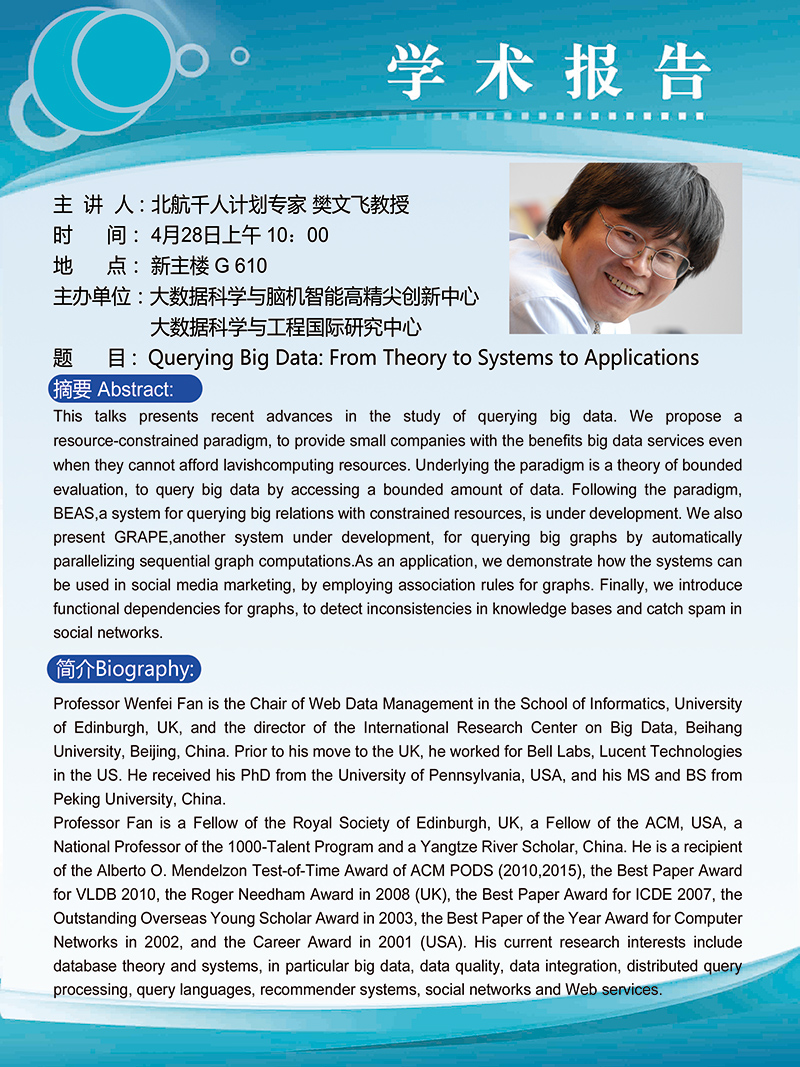 学术报告
主 讲 人：北航千人计划专家 樊文飞教授
时 间： 4月28日上午 10：00
地 点： 新主楼 G 610
主办单位：大数据科学与脑机智能高精尖创新中心
大数据科学与工程国际研究中心
题 目： Querying Big Data: From Theory to Systems to Applications
摘要 Abstract:
This talks presents recent advances in the study of querying big data. We propose a
resource-constrained paradigm, to provide small companies with the benefits big data services even
when they cannot afford lavishcomputing resources. Underlying the paradigm is a theory of bounded
evaluation, to query big data by accessing a bounded amount of data. Following the paradigm,
BEAS,a system for querying big relations with constrained resources, is under development. We also
present GRAPE,another system under development, for querying big graphs by automatically
parallelizing sequential graph computations.As an application, we demonstrate how the systems can
be used in social media marketing, by employing association rules for graphs. Finally, we introduce
functional dependencies for graphs, to detect inconsistencies in knowledge bases and catch spam in
social networks.
简介Biography:
Professor Wenfei Fan is the Chair of Web Data Management in the School of Informatics, University
of Edinburgh, UK, and the director of the International Research Center on Big Data, Beihang
University, Beijing, China. Prior to his move to the UK, he worked for Bell Labs, Lucent Technologies
in the US. He received his PhD from the University of Pennsylvania, USA, and his MS and BS from
Peking University, China.
Professor Fan is a Fellow of the Royal Society of Edinburgh, UK, a Fellow of the ACM, USA, a
National Professor of the 1000-Talent Program and a Yangtze River Scholar, China. He is a recipient
of the Alberto O. Mendelzon Test-of-Time Award of ACM PODS (2010,2015), the Best Paper Award
for VLDB 2010, the Roger Needham Award in 2008 (UK), the Best Paper Award for ICDE 2007, the
Outstanding Overseas Young Scholar Award in 2003, the Best Paper of the Year Award for Computer
Networks in 2002, and the Career Award in 2001 (USA). His current research interests include
database theory and systems, in particular big data, data quality, data integration, distributed query
processing, query languages, recommender systems, social networks and Web services.